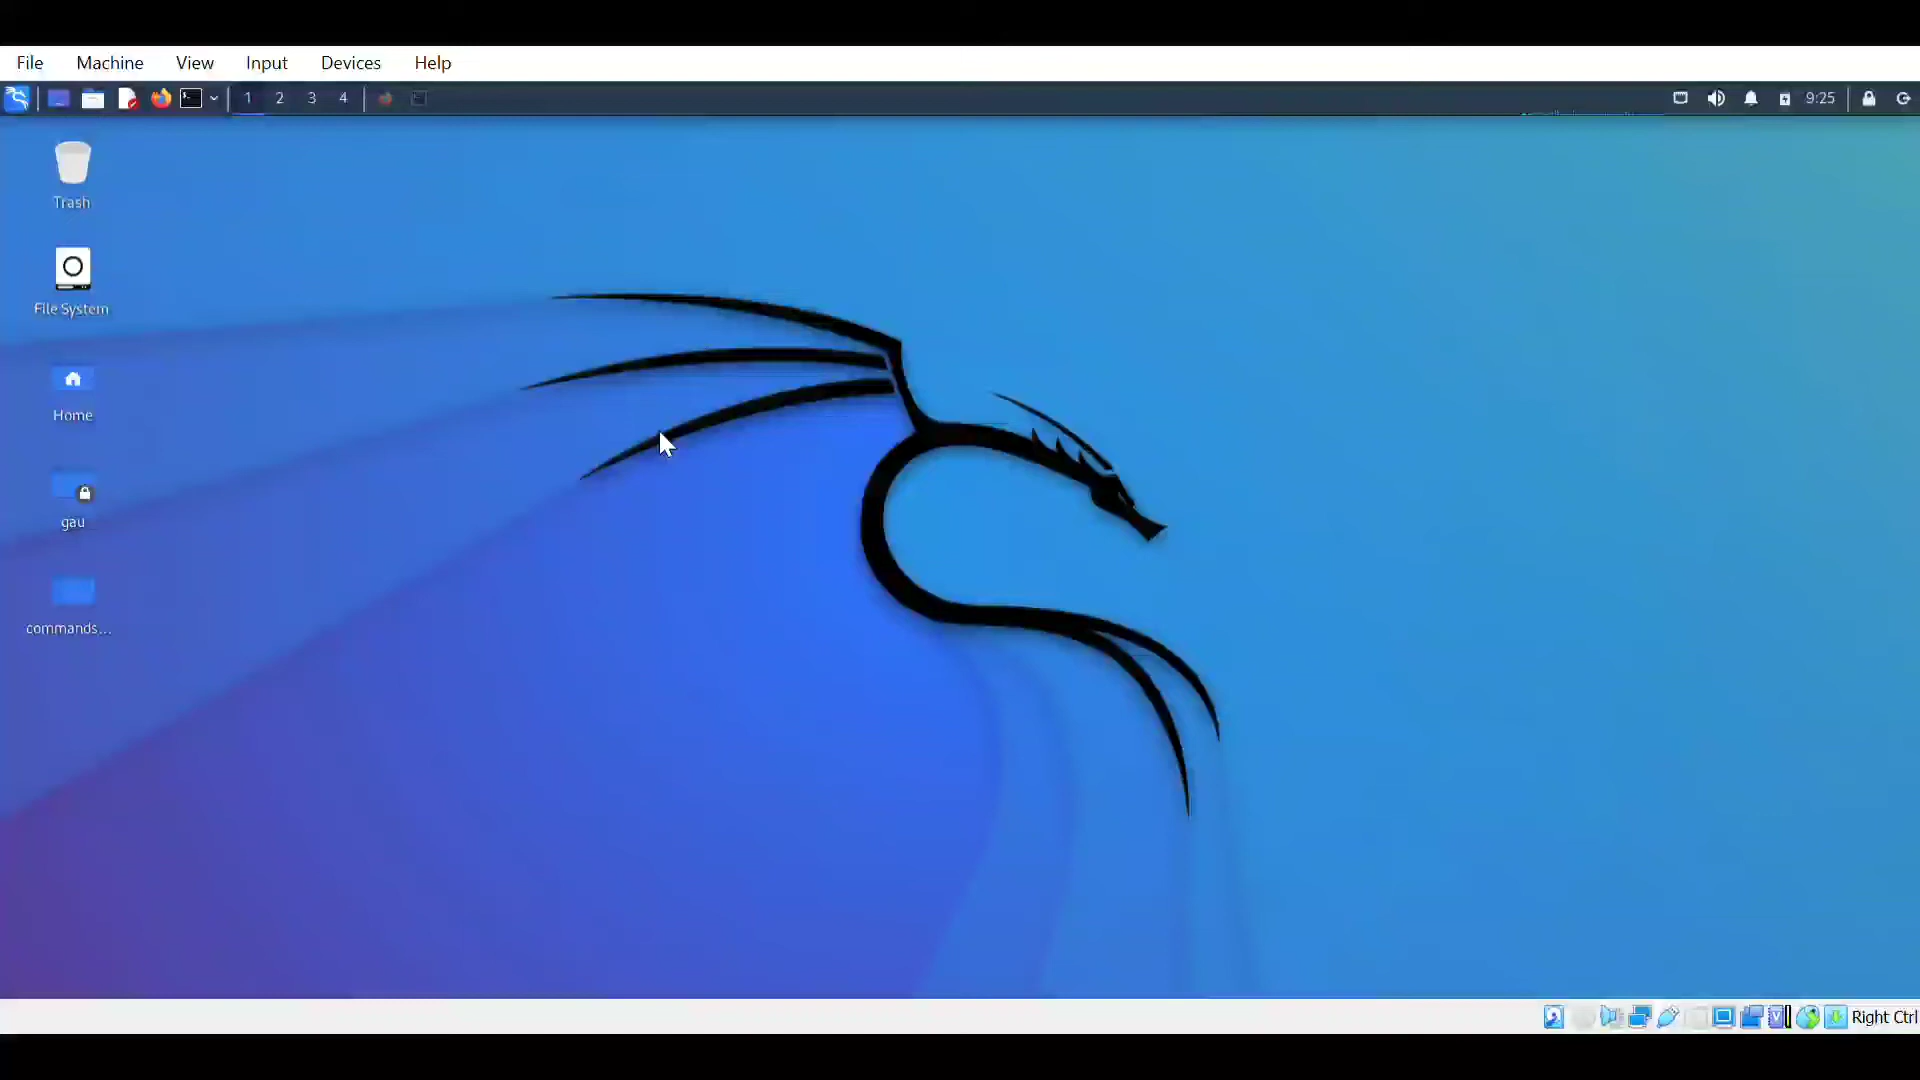 File Machine View Input Devices Help
1 2 3 4 9:25
Trash
File System
Home
gau
commands...
Right Ctrl